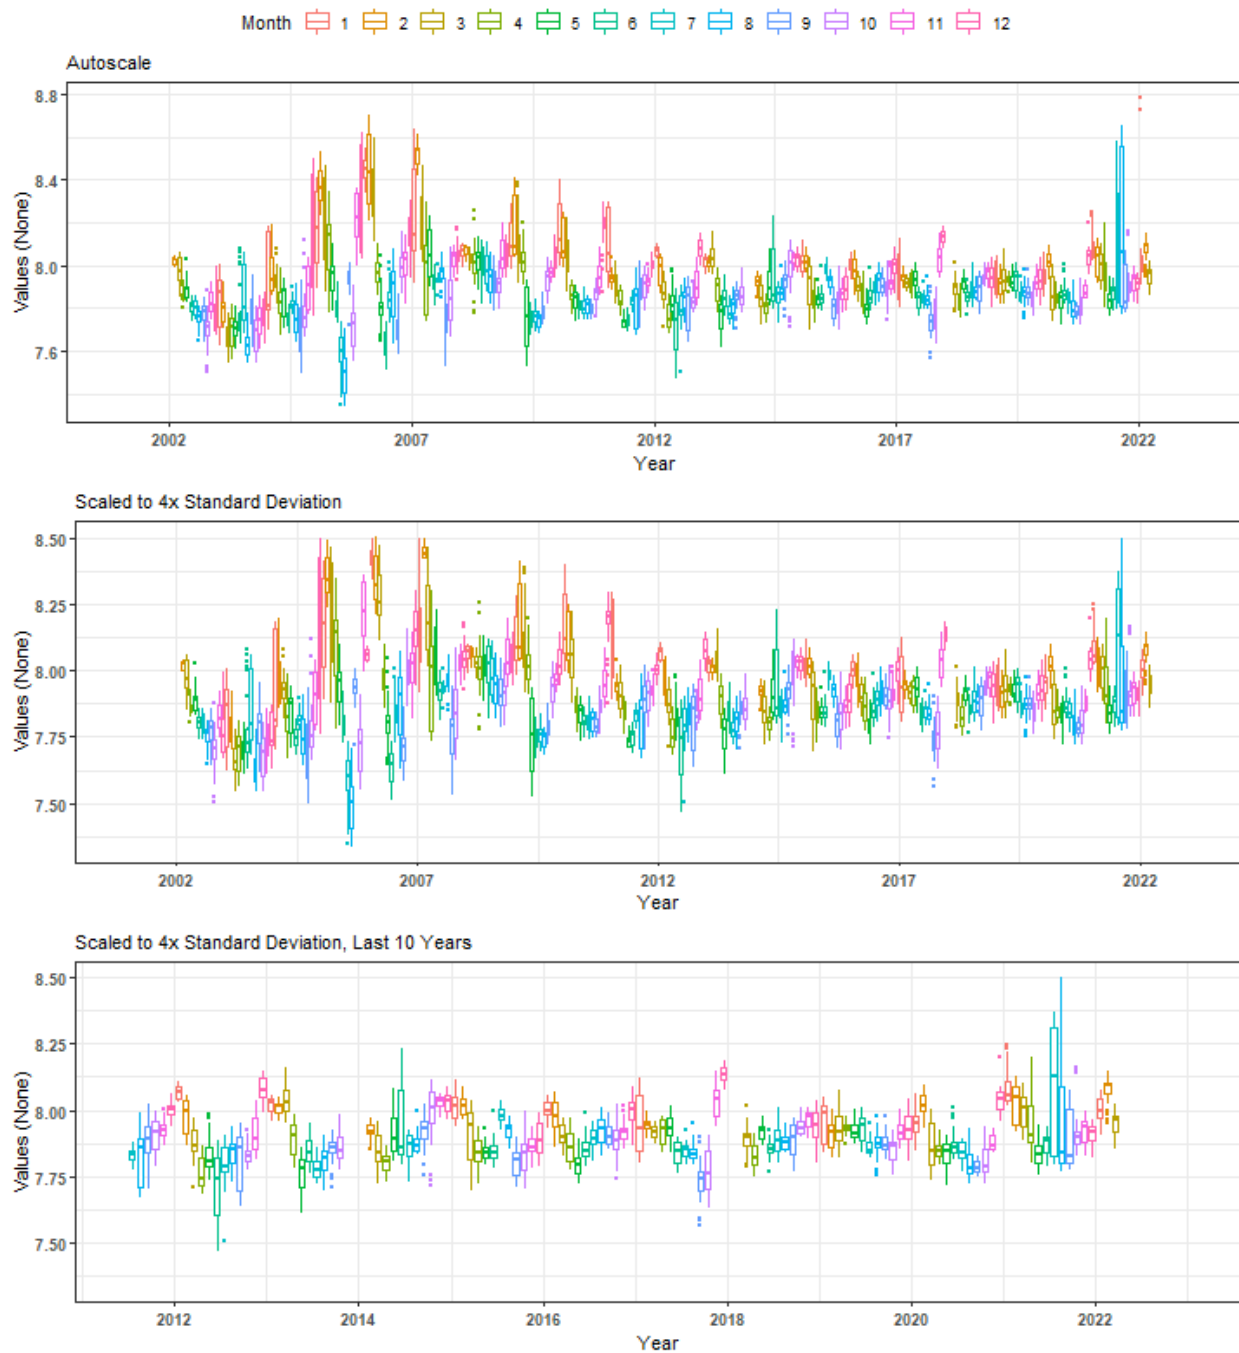 Month 1 2 3 4 5 6 7 8 9 10 11 12
Autoscale
Values (None)
8.8
8.4
8.0
7.6
2002 2007 2012 2017 2022
Year
Scaled to 4x Standard Deviation
Values (None)
8.50
8.25
8.00
7.75
7.50
2002 2007 2012 2017 2022
Year
Scaled to 4x Standard Deviation, Last 10 Years
Values (None)
8.50
8.25
8.00
7.75
7.50
2012 2014 2016 2018 2020 2022
Year